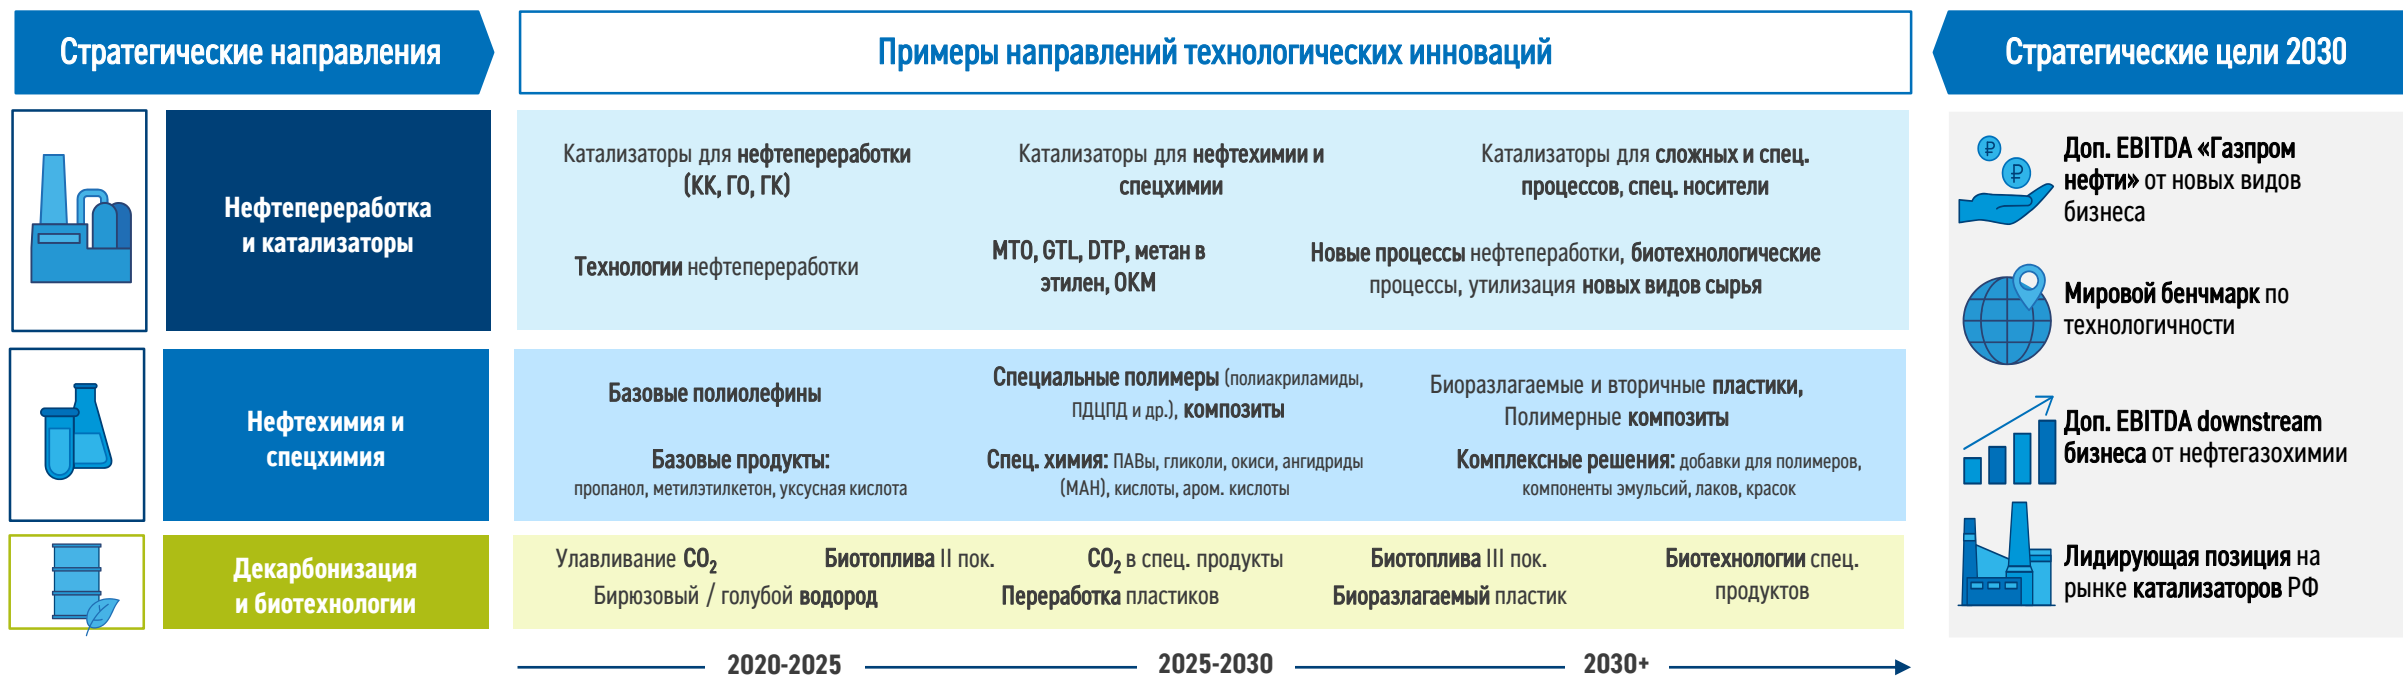 Стратегические направления
Примеры направлений технологических инноваций
Стратегические цели 2030
Нефтепереработка
и катализаторы
Катализаторы для нефтепереработки
(КК, ГО, ГК)
Катализаторы для нефтехимии и
спецхимии
Катализаторы для сложных и спец.
процессов, спец. носители
Технологии нефтепереработки
MTO, GTL, DTP, метан в
этилен, ОКМ
Новые процессы нефтепеработки, биотехнологические
процессы, утилизация новых видов сырья
Нефтехимия и
спецхимия
Базовые полиолефины
Специальные полимеры (полиакриламиды,
ПДЦПД и др.), композиты
Биоразлагаемые и вторичные пластики,
Полимерные композиты
Базовые продукты:
пропанол, метилэтилкетон, уксусная кислота
Спец. химия: ПАВы, гликоли, окиси, ангидриды
(МАН), кислоты, аром. кислоты
Комплексные решения: добавки для полимеров,
компоненты эмульсий, лаков, красок
Декарбонизация
и биотехнологии
Улавливание CO₂
Биотоплива II пок.
CO₂ в спец. продукты
Биотоплива III пок.
Биотехнологии спец.
продуктов
Бирюзовый / голубой водород
Переработка пластиков
Биоразлагаемый пластик
2020-2025
2025-2030
2030+
Доп. EBITDA «Газпром
нефти» от новых видов
бизнеса
Мировой бенчмарк по
технологичности
Доп. EBITDA downstream
бизнеса от нефтегазохимии
Лидирующая позиция на
рынке катализаторов РФ